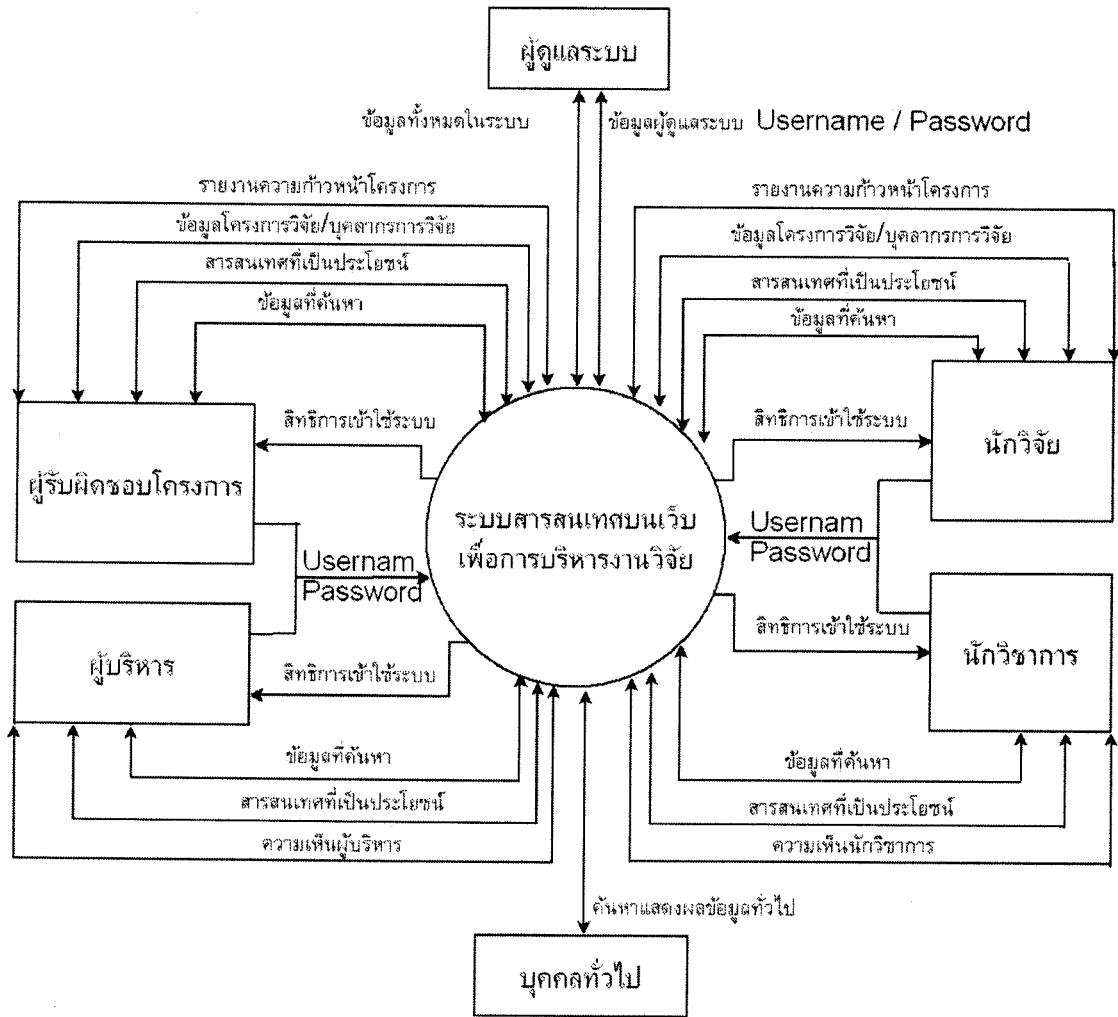 ผู้ดูแลระบบ
ข้อมูลทั้งหมดในระบบ
ข้อมูลผู้ดูแลระบบ Username / Password
รายงานความก้าวหน้าโครงการ
รายงานความก้าวหน้าโครงการ
ข้อมูลโครงการวิจัย/บุคลากรการวิจัย
ข้อมูลโครงการวิจัย/บุคลากรการวิจัย
สารสนเทศที่เป็นประโยชน์
สารสนเทศที่เป็นประโยชน์
ข้อมูลที่ค้นหา
ข้อมูลที่ค้นหา
สิทธิการเข้าใช้ระบบ
สิทธิการเข้าใช้ระบบ
ผู้รับผิดชอบโครงการ
นักวิจัย
ระบบสารสนเทศบนเว็บ
เพื่อการบริหารงานวิจัย
Usernam
Password
Usernam
Password
ผู้บริหาร
สิทธิการเข้าใช้ระบบ
สิทธิการเข้าใช้ระบบ
นักวิชาการ
ข้อมูลที่ค้นหา
ข้อมูลที่ค้นหา
สารสนเทศที่เป็นประโยชน์
สารสนเทศที่เป็นประโยชน์
ความเห็นผู้บริหาร
ความเห็นนักวิชาการ
ค้นหาแสดงผลข้อมูลทั่วไป
บุคคลทั่วไป